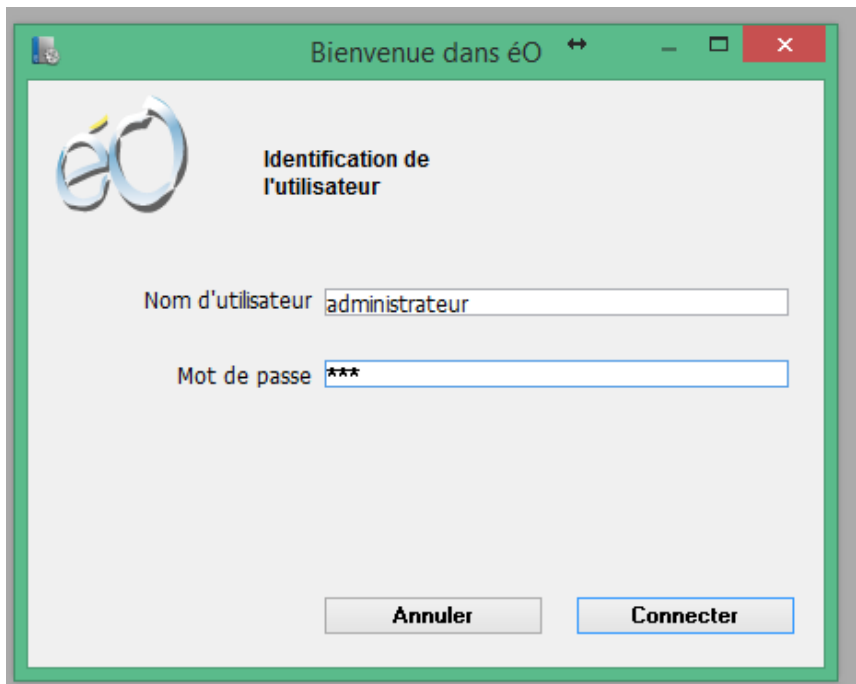 Bienvenue dans éO
éO
Identification de
l'utilisateur
Nom d'utilisateur administrateur
Mot de passe ***
Annuler Connecter